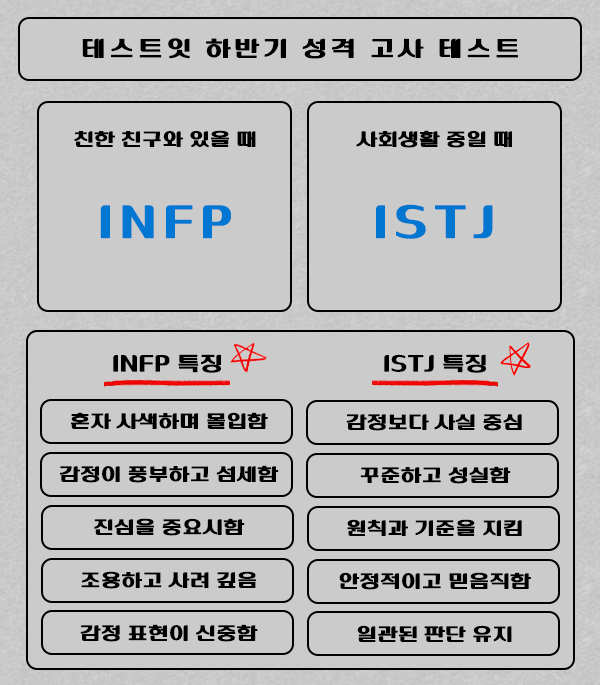 테스트잇 하반기 성격 고사 테스트
친한 친구와 있을 때
INFP
사회생활 중일 때
ISTJ
INFP 특징
혼자 사색하며 몰입함
감정이 풍부하고 섬세함
진심을 중요시함
조용하고 사려 깊음
감정 표현이 신중함
ISTJ 특징
감정보다 사실 중심
꾸준하고 성실함
원칙과 기준을 지킴
안정적이고 믿음직함
일관된 판단 유지